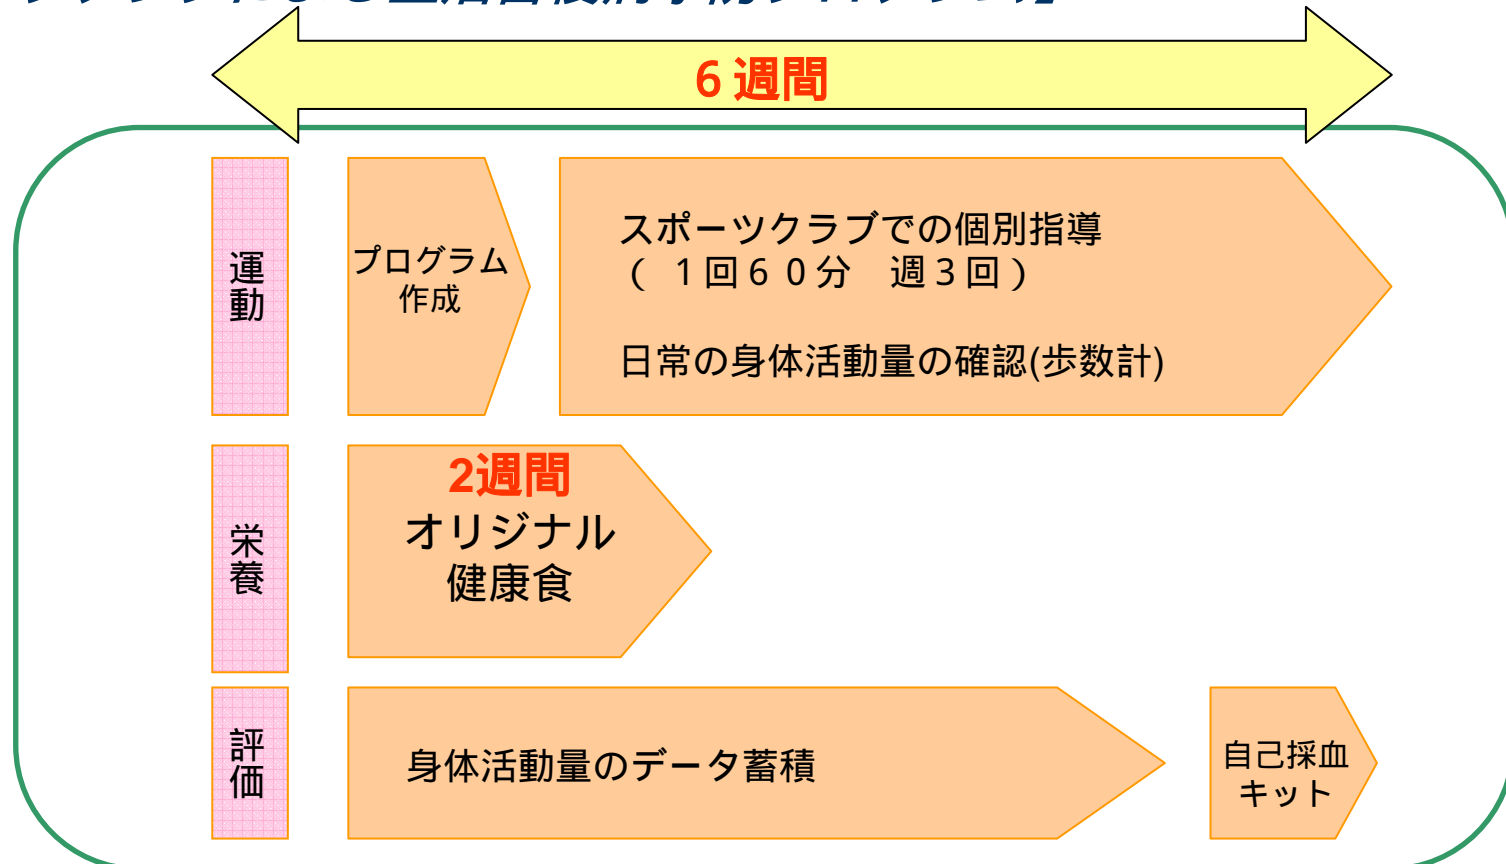 6週間
運動
プログラム
作成
スポーツクラブでの個別指導
（ 1回60分　週3回）
日常の身体活動量の確認(歩数計)
栄養
2週間
オリジナル
健康食
評価
身体活動量のデータ蓄積
自己採血
キット